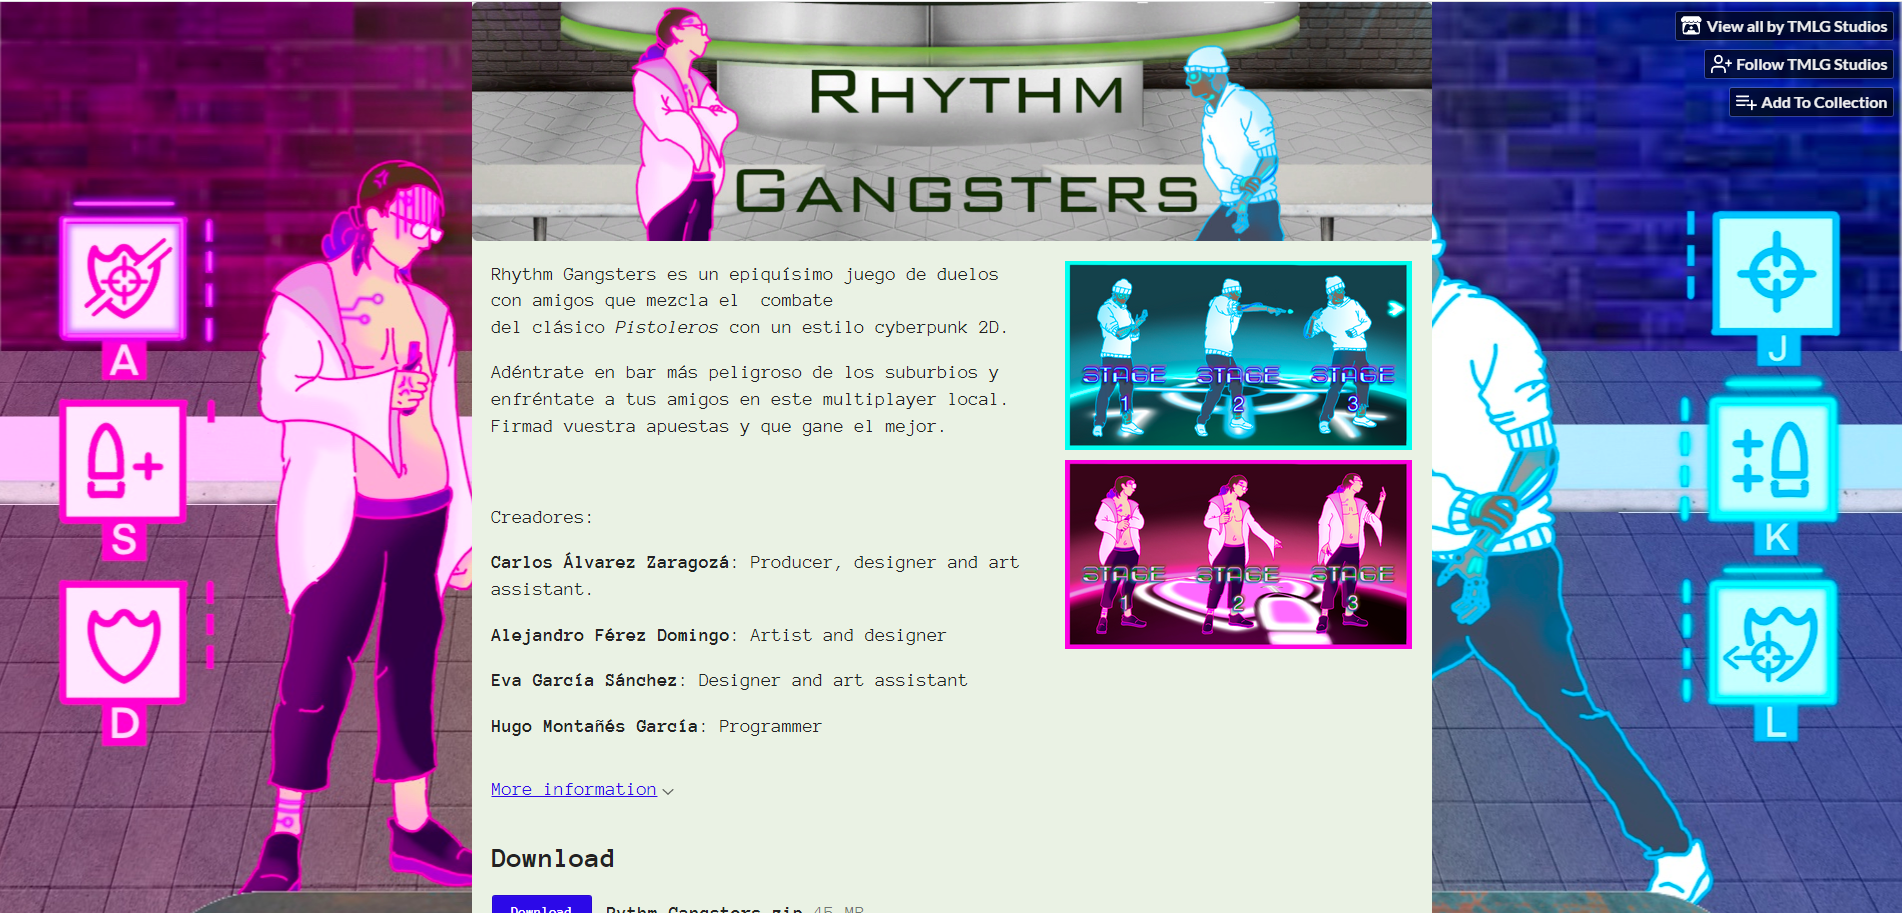 View all by TMLG Studios
Follow TMLG Studios
Add To Collection
Rhythm
Gangsters
Rhythm Gangsters es un epiquísimo juego de duelos
con amigos que mezcla el  combate
del clásico Pistoleros con un estilo cyberpunk 2D.
Adéntrate en bar más peligroso de los suburbios y
enfréntate a tus amigos en este multiplayer local.
Firmad vuestra apuestas y que gane el mejor.
STAGE STAGE STAGE
1 2 3
STAGE STAGE STAGE
1 2 3
Creadores:
Carlos Álvarez Zaragozá: Producer, designer and art
assistant.
Alejandro Férez Domingo: Artist and designer
Eva García Sánchez: Designer and art assistant
Hugo Montañés García: Programmer
More information
Download
Download Rythm Gangsters.zip 45 MB
A
S
D
J
K
L